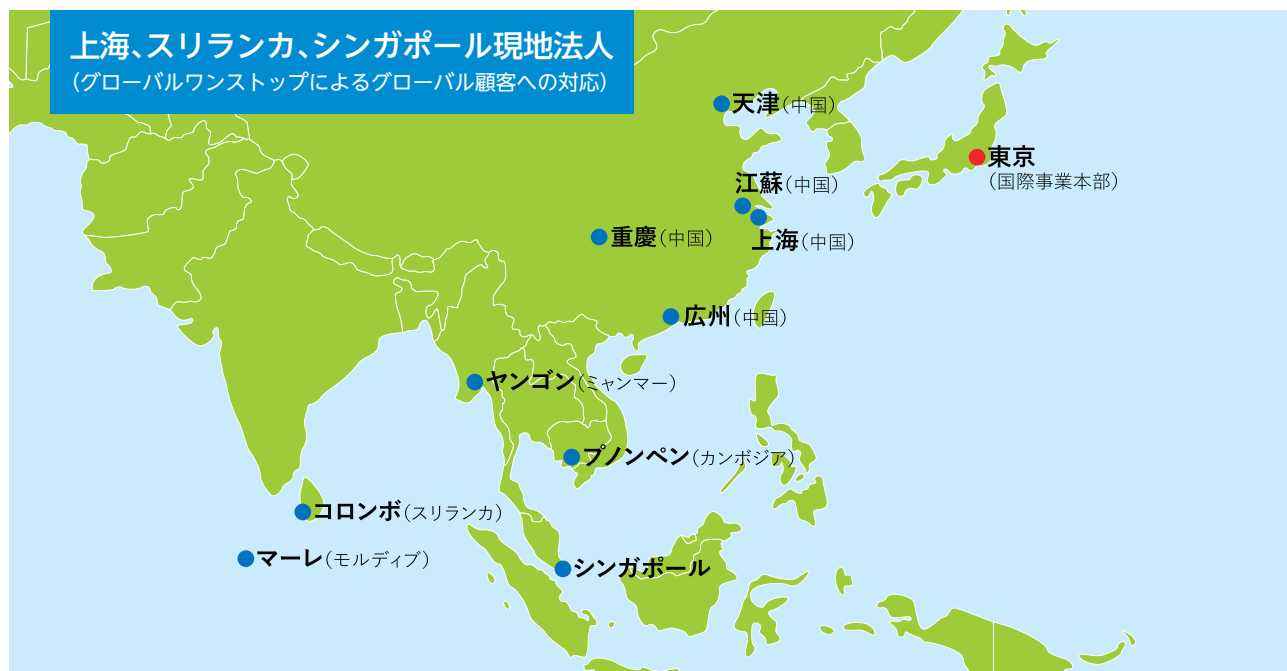 上海、スリランカ、シンガポール現地法人
（グローバルワンストップによるグローバル顧客への対応）
天津（中国）
東京
（国際事業本部）
江蘇（中国）
重慶（中国）
上海（中国）
広州（中国）
ヤンゴン（ミャンマー）
プノンペン（カンボジア）
コロンボ（スリランカ）
マーレ（モルディブ）
シンガポール